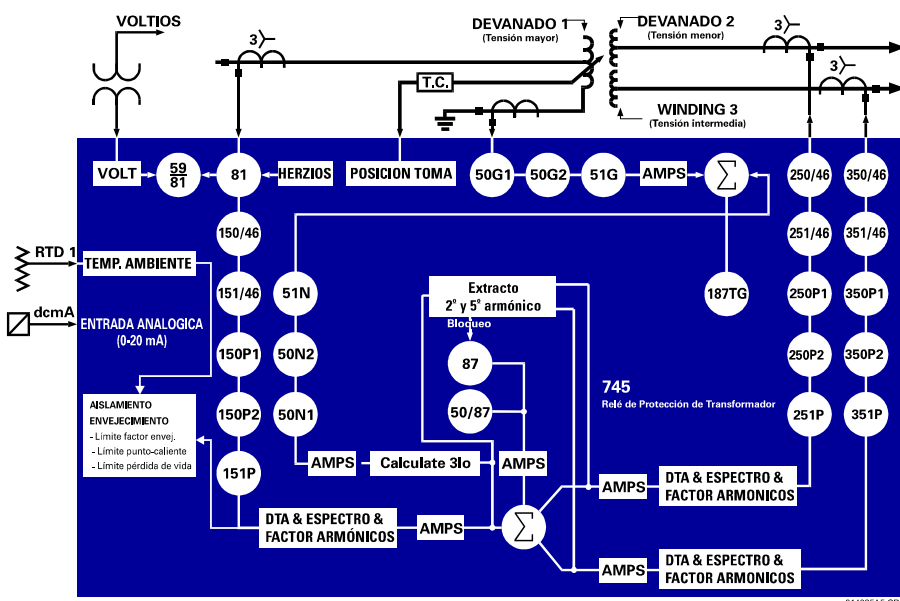 VOLTIOS
3
DEVANADO 1
(Tensión mayor)
DEVANADO 2
(Tensión menor)
3
3
T.C.
WINDING 3
(Tensión intermedia)
VOLT
59
81
81
HERZIOS
POSICION TOMA
50G1
50G2
51G
AMPS
Σ
250/46
350/46
150/46
251/46
351/46
RTD 1
TEMP. AMBIENTE
151/46
51N
Extracto
2° y 5° armónico
187TG
250P1
350P1
dcmA
ENTRADA ANALOGICA
(0-20 mA)
Bloqueo
150P1
50N2
87
250P2
350P2
745
Relé de Protección de Transformador
AISLAMIENTO
ENVEJECIMIENTO
- Límite factor envej.
- Límite punto-caliente
- Límite pérdida de vida
150P2
50N1
50/87
251P
351P
151P
AMPS
Calculate 3Io
AMPS
AMPS
DTA & ESPECTRO &
FACTOR ARMONICOS
DTA & ESPECTRO &
FACTOR ARMÓNICOS
AMPS
Σ
AMPS
DTA & ESPECTRO &
FACTOR ARMONICOS